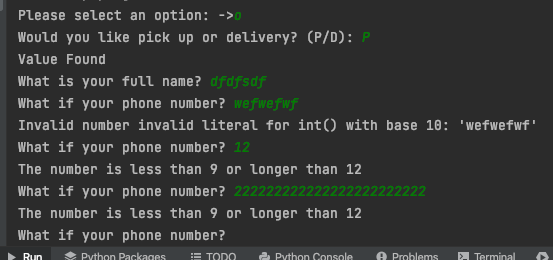 Please select an option: ->o
Would you like pick up or delivery? (P/D): P
Value Found
What is your full name? dfdfsdf
What if your phone number? wefwefwf
Invalid number invalid literal for int() with base 10: 'wefwefwf'
What if your phone number? 12
The number is less than 9 or longer than 12
What if your phone number? 2222222222222222222222222
The number is less than 9 or longer than 12
What if your phone number?
Run Python Packages TODO Python Console Problems Terminal